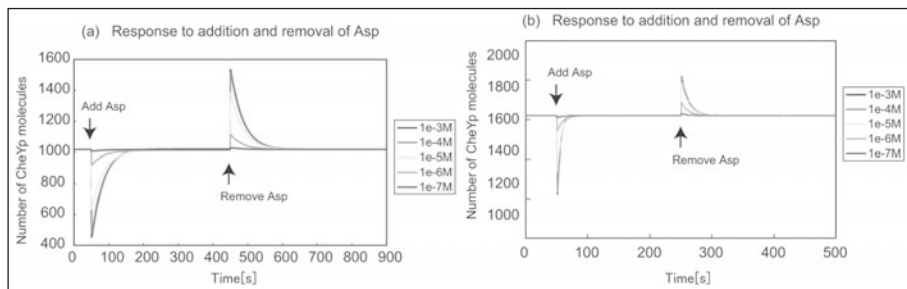 (a) Response to addition and removal of Asp
Number of CheYp molecules
1600
1400
1200
1000
800
600
400
Add Asp
Remove Asp
0 100 200 300 400 500 600 700 800 900
Time[s]
1e-3M
1e-4M
1e-5M
1e-6M
1e-7M
(b) Response to addition and removal of Asp
Number of CheYp molecules
2000
1800
1600
1400
1200
1000
Add Asp
Remove Asp
0 100 200 300 400 500
Time[s]
1e-3M
1e-4M
1e-5M
1e-6M
1e-7M